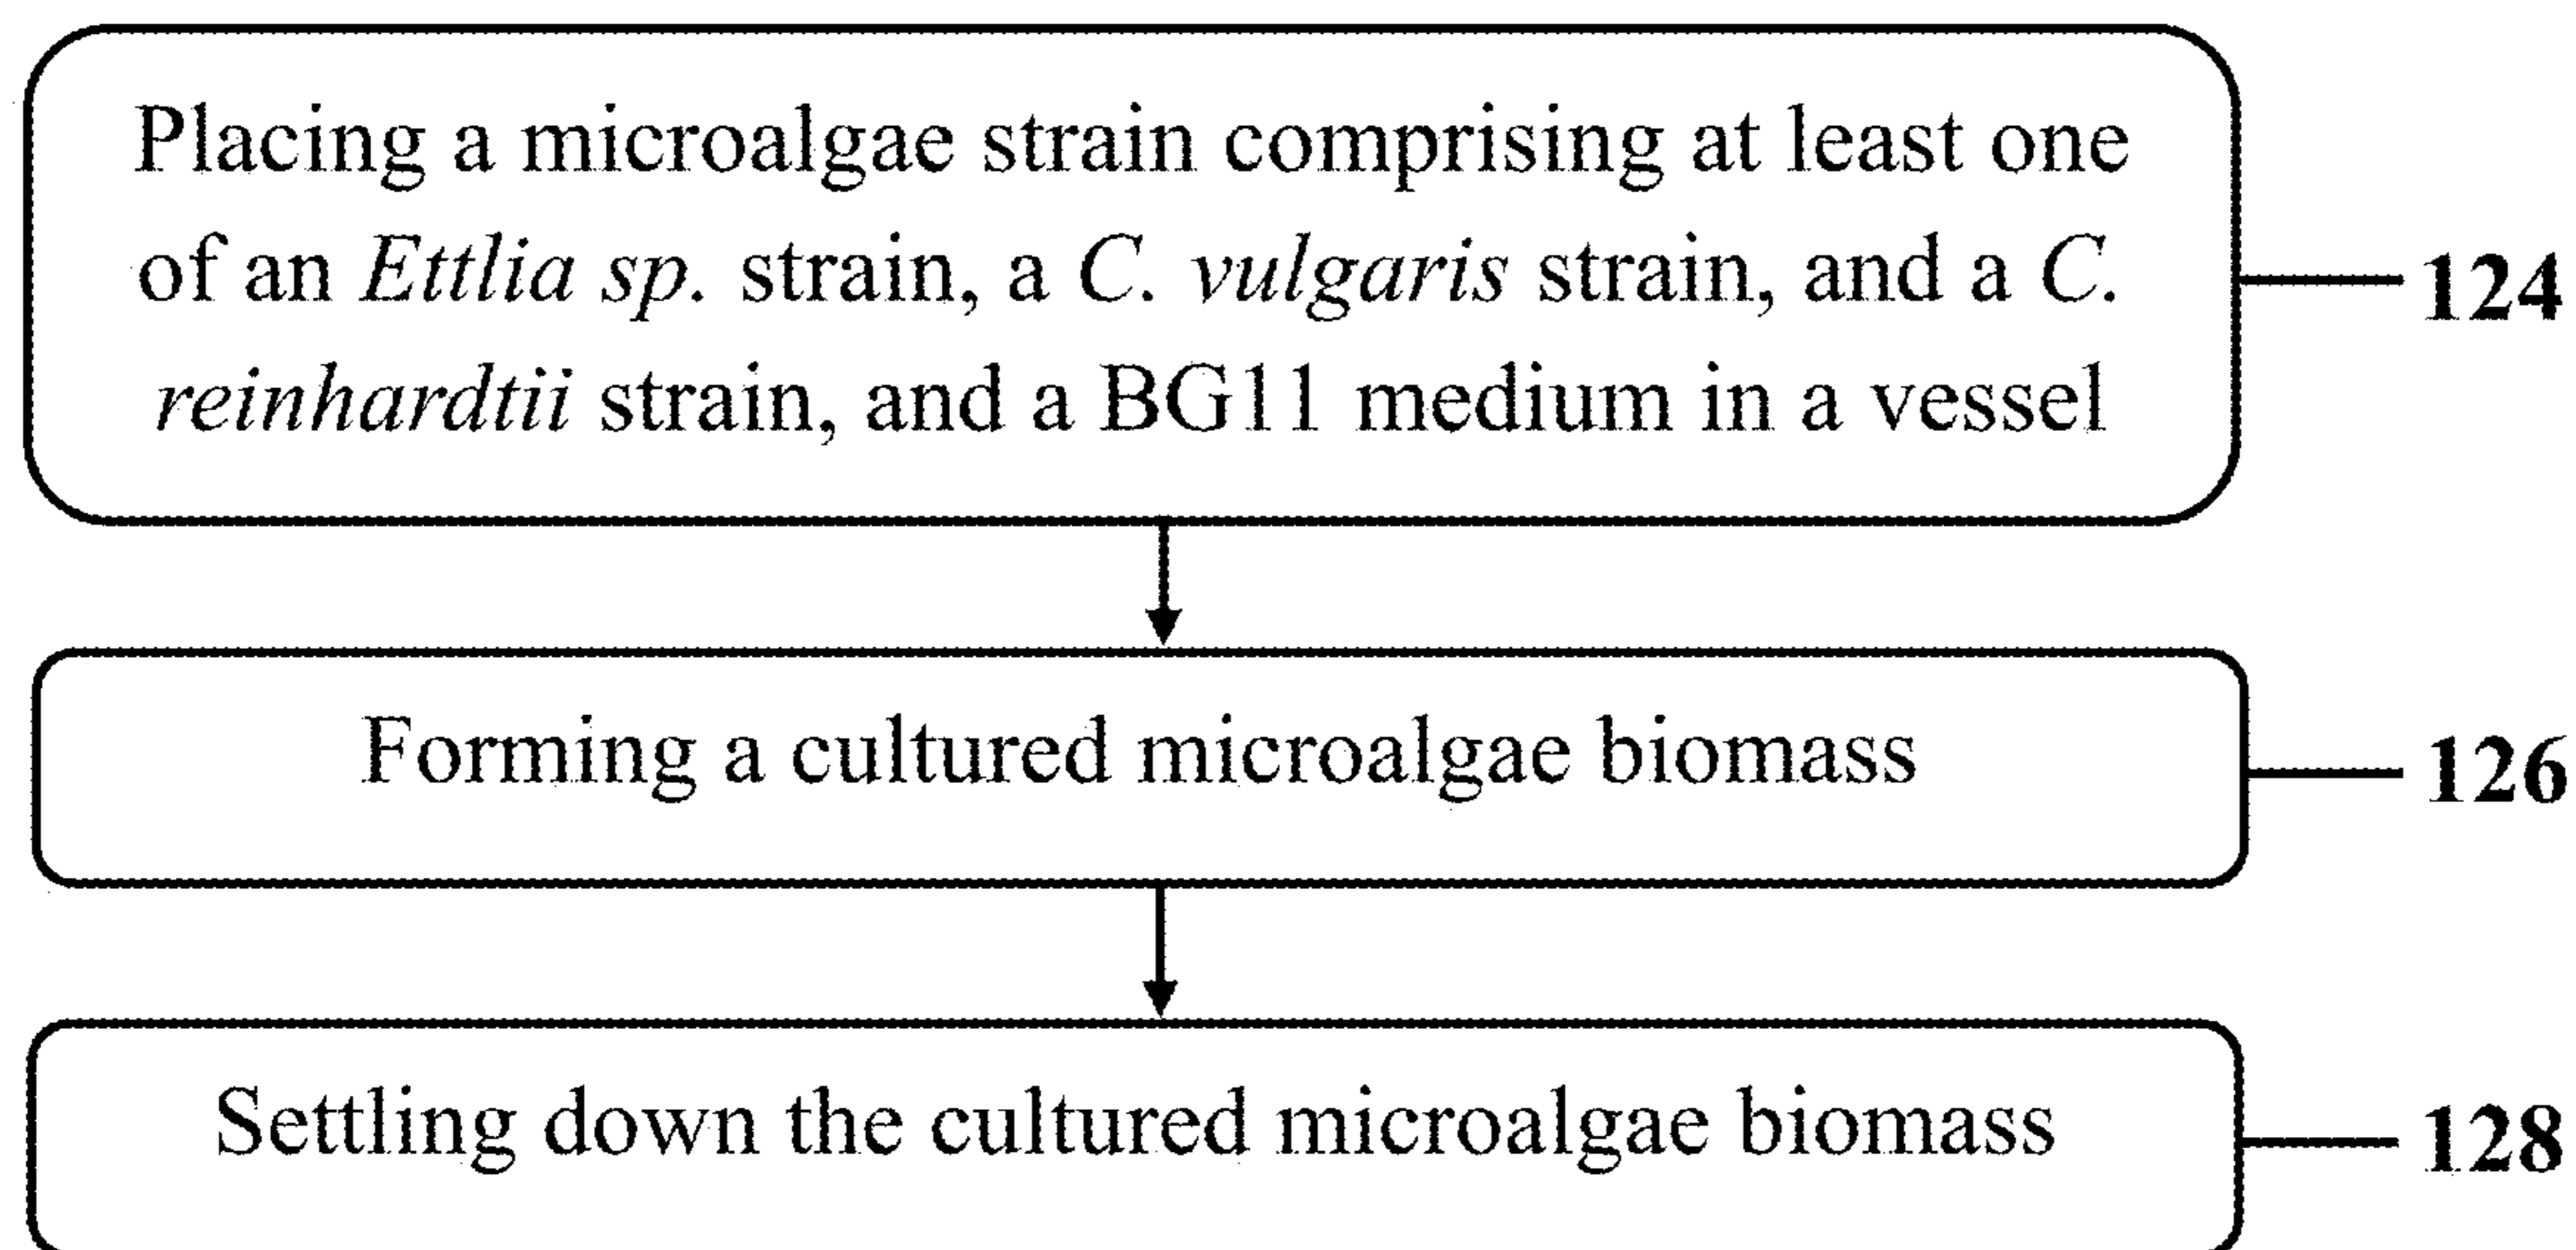 Placing a microalgae strain comprising at least one
of an Ettlia sp. strain, a C. vulgaris strain, and a C.
reinhardtii strain, and a BG11 medium in a vessel
124
Forming a cultured microalgae biomass
126
Settling down the cultured microalgae biomass
128